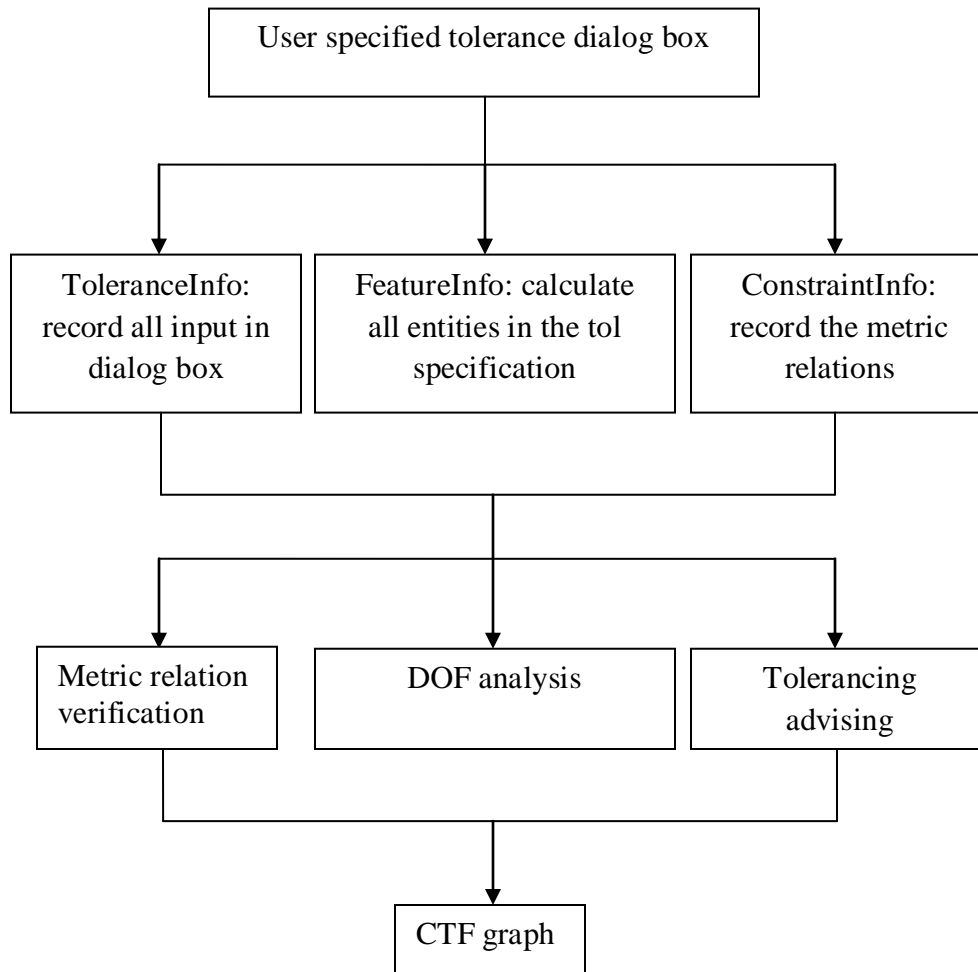 User specified tolerance dialog box
ToleranceInfo:
record all input in
dialog box
FeatureInfo: calculate
all entities in the tol
specification
ConstraintInfo:
record the metric
relations
Metric relation
verification
DOF analysis
Tolerancing
advising
CTF graph